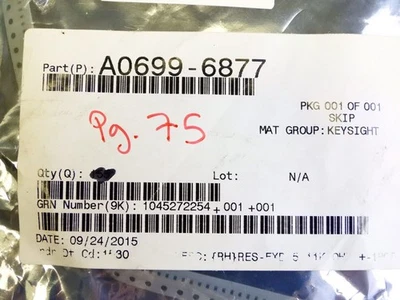 Part(P): A0699-6877
PKG 001 OF 001
SKIP
MAT GROUP: KEYSIGHT
Pg. 75
Qty(Q):
Lot: N/A
GRN Number(9K): 1045272254 + 001 +001
DATE: 09/24/2015